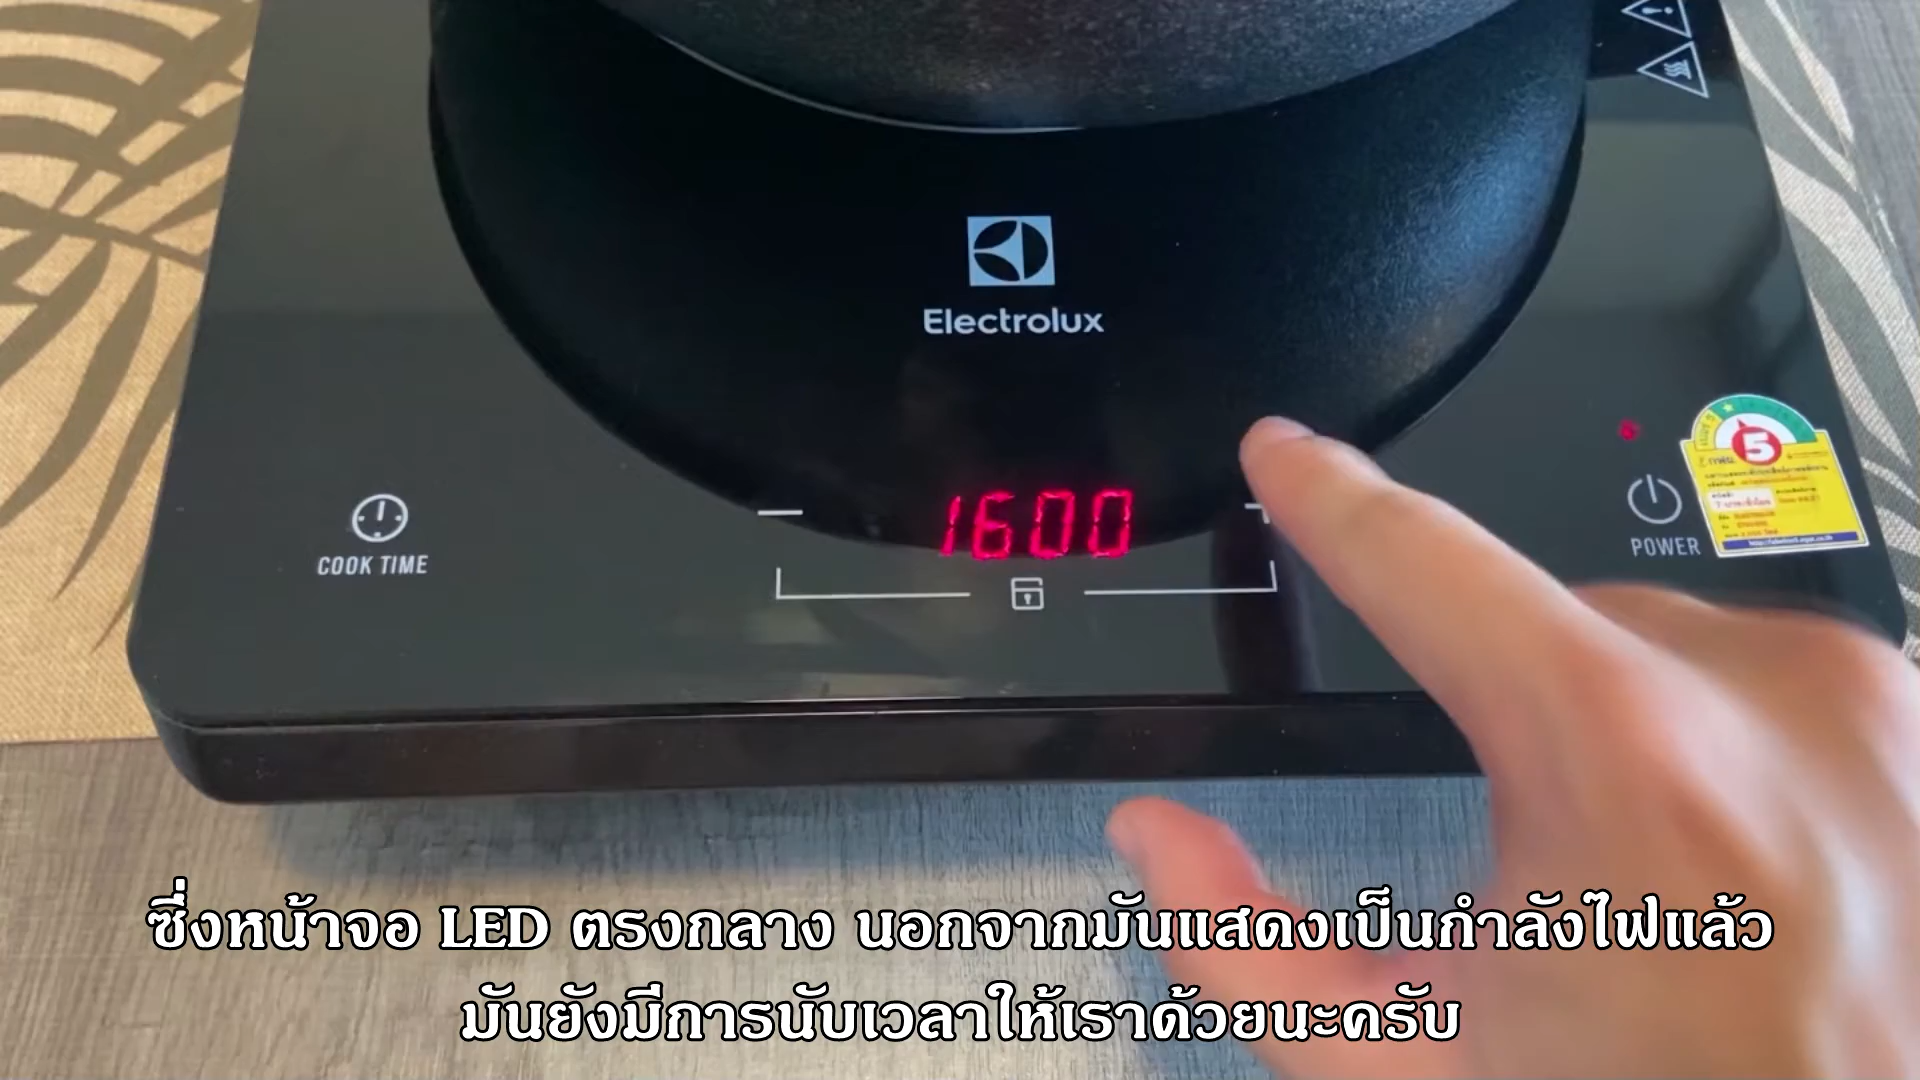 Electrolux
1600
COOK TIME
POWER
5
ซึ่งหน้าจอ LED ตรงกลาง นอกจากมันแสดงเป็นกำลังไฟแล้ว
มันยังมีการนับเวลาให้เราด้วยนะครับ